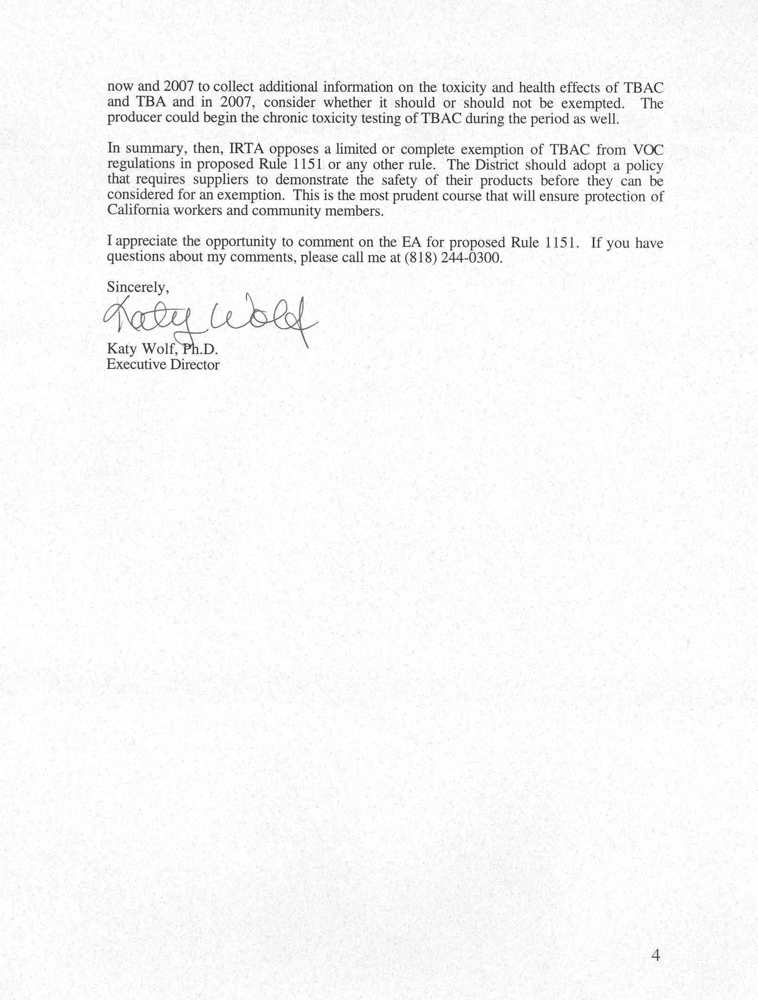 now and 2007 to collect additional information on the toxicity and health effects of TBAC
and TBA and in 2007, consider whether it should or should not be exempted. The
producer could begin the chronic toxicity testing of TBAC during the period as well.
In summary, then, IRTA opposes a limited or complete exemption of TBAC from VOC
regulations in proposed Rule 1151 or any other rule. The District should adopt a policy
that requires suppliers to demonstrate the safety of their products before they can be
considered for an exemption. This is the most prudent course that will ensure protection of
California workers and community members.
I appreciate the opportunity to comment on the EA for proposed Rule 1151. If you have
questions about my comments, please call me at (818) 244-0300.
Sincerely,
Katy Wolf
Katy Wolf, Ph.D.
Executive Director
4